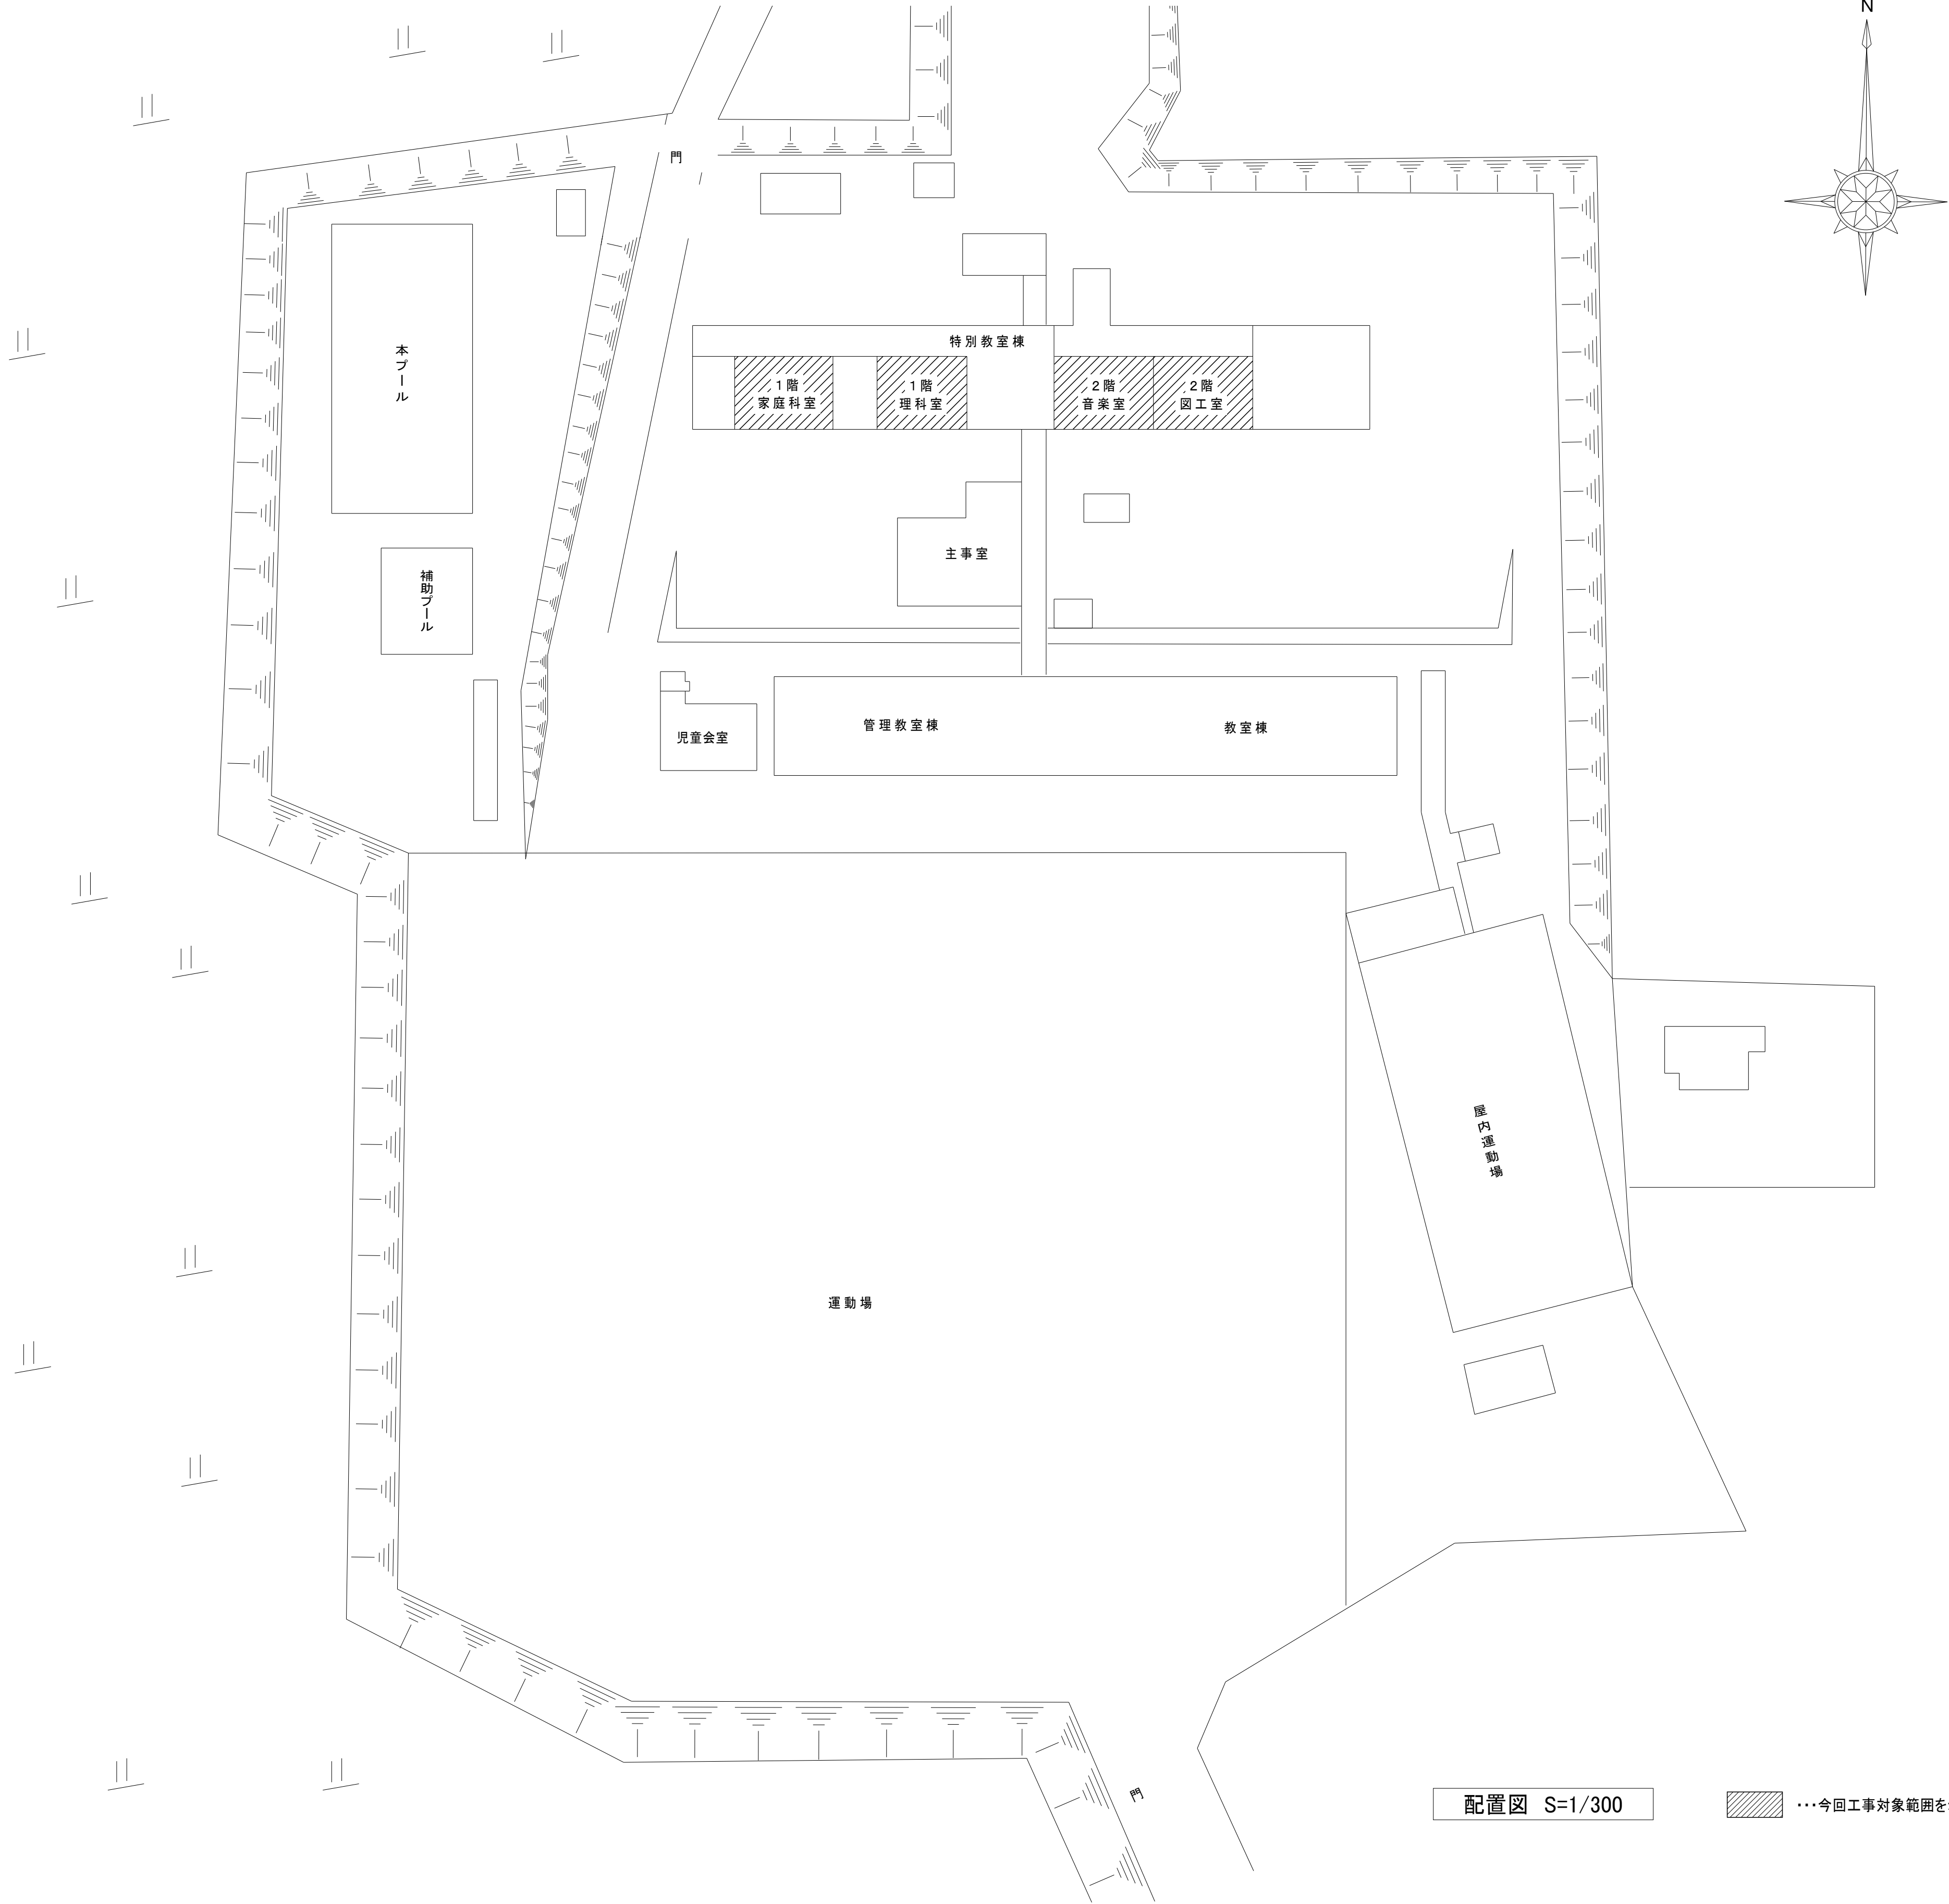 N
門
特別教室棟
1階
家庭科室
1階
理科室
2階
音楽室
2階
図工室
本プール
主事室
補助プール
児童会室
管理教室棟
教室棟
屋内運動場
運動場
門
配置図 S=1/300
･･･今回工事対象範囲を